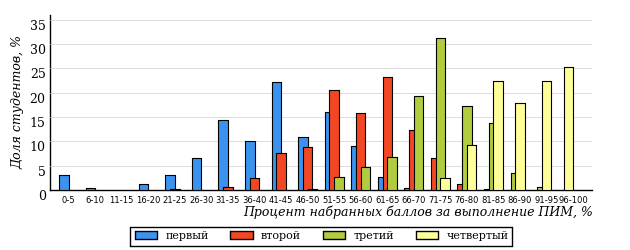 Доля студентов, %
35
30
25
20
15
10
5
0
0-5 6-10 11-15 16-20 21-25 26-30 31-35 36-40 41-45 46-50 51-55 56-60 61-65 66-70 71-75 76-80 81-85 86-90 91-95 96-100
Процент набранных баллов за выполнение ПИМ, %
первый второй третий четвертый